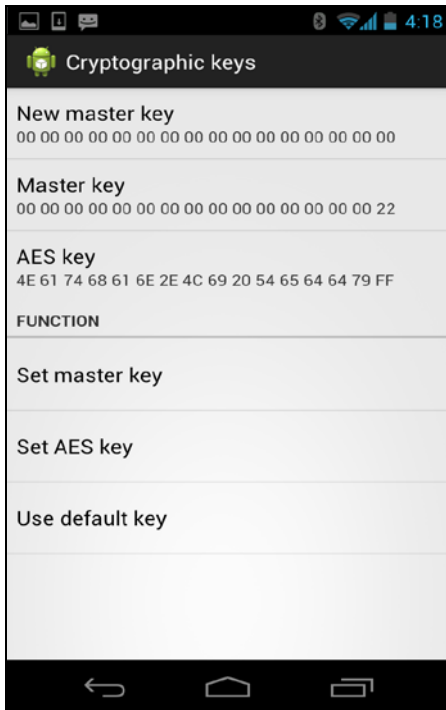 4:18
Cryptographic keys
New master key
00 00 00 00 00 00 00 00 00 00 00 00 00 00 00 00
Master key
00 00 00 00 00 00 00 00 00 00 00 00 00 00 00 22
AES key
4E 61 74 68 61 6E 2E 4C 69 20 54 65 64 64 79 FF
FUNCTION
Set master key
Set AES key
Use default key